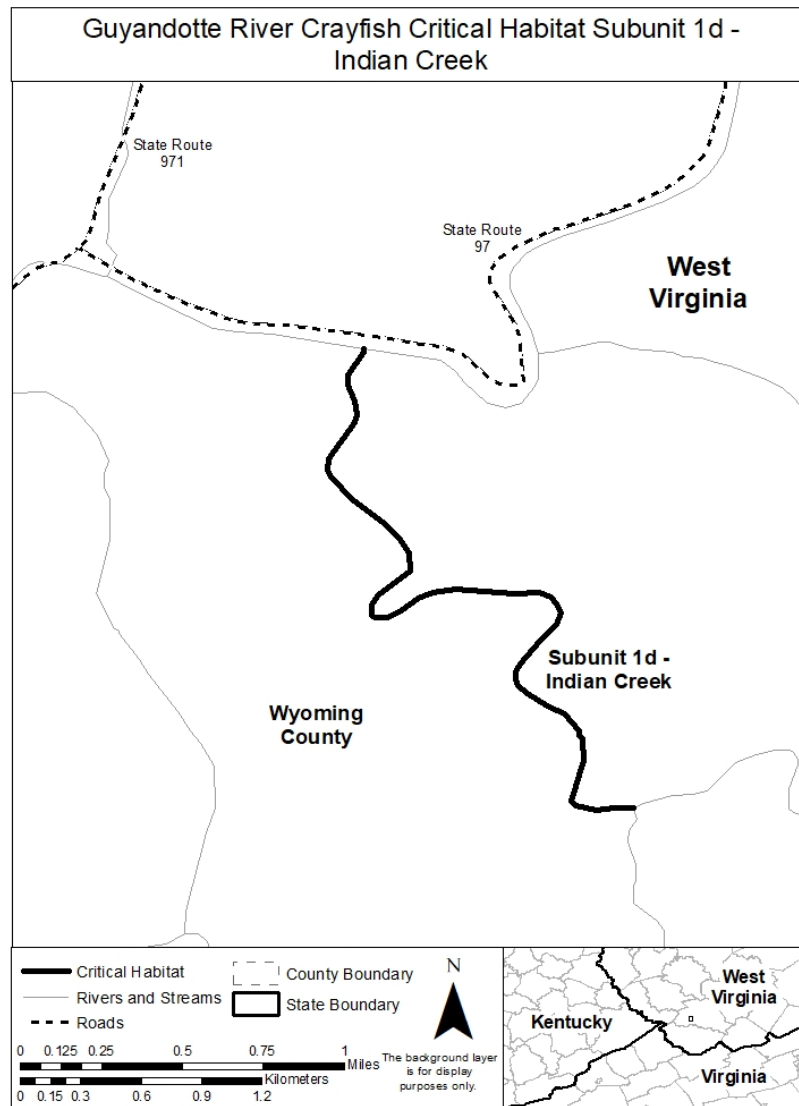 Guyandotte River Crayfish Critical Habitat Subunit 1d -
Indian Creek
State Route
971
State Route
97
West
Virginia
Subunit 1d -
Indian Creek
Wyoming
County
Critical Habitat
Rivers and Streams
Roads
County Boundary
State Boundary
0 0.125 0.25 0.5 0.75 1
Miles
Kilometers
0 0.15 0.3 0.6 0.9 1.2
N
The background layer
is for display
purposes only.
West
Virginia
Kentucky
Virginia